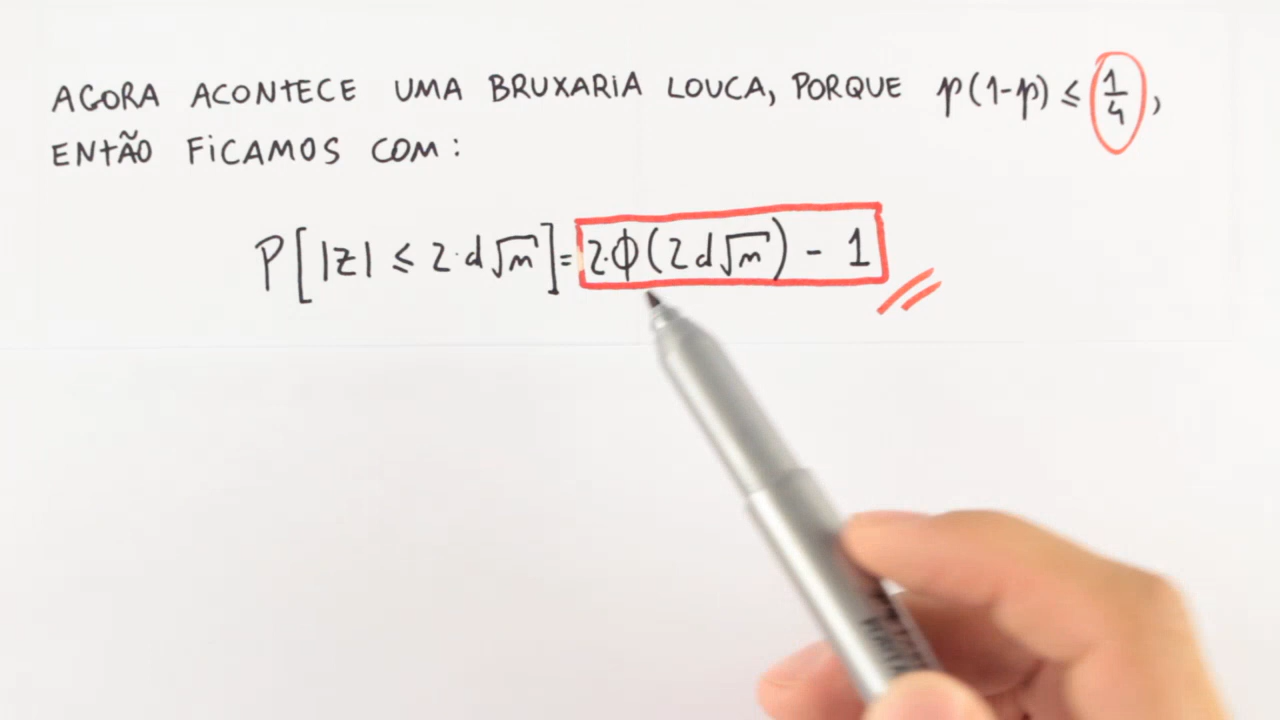 AGORA ACONTECE UMA BRUXARIA LOUCA, PORQUE p(1-p) ≤ 1/4,
ENTÃO FICAMOS COM:
P[|z| ≤ 2·d√m] = 2·ϕ(2d√m) - 1